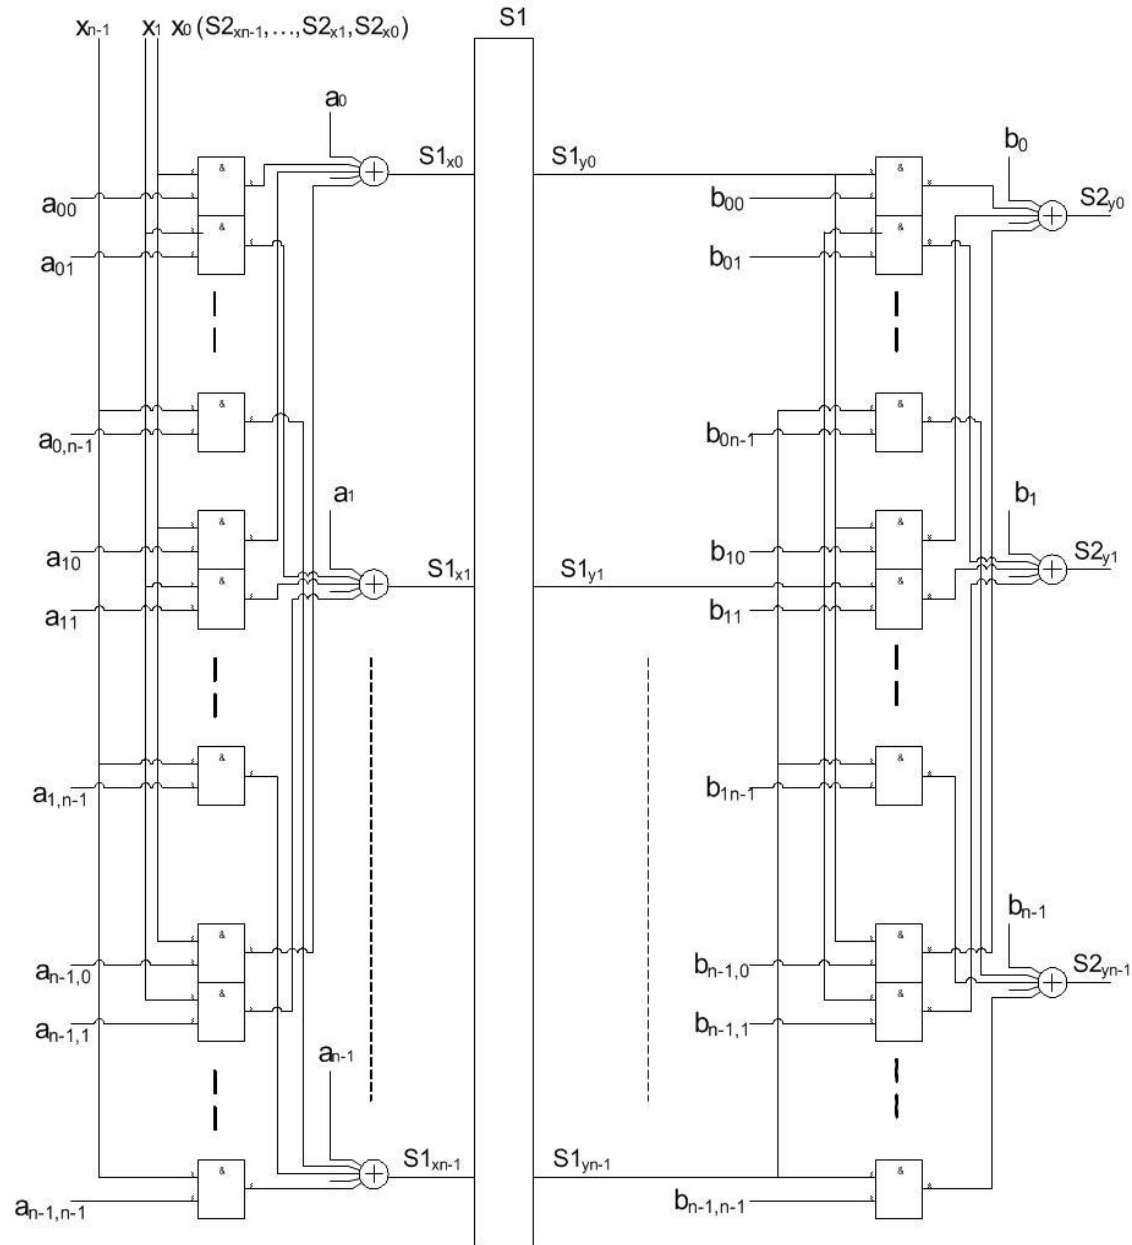 S1
xn-1 x1 x0 (S2xn-1,...,S2x1,S2x0)
a0
b0
& S1x0 S1y0 & S2y0
a00 b00
& &
a01 b01
& &
a0,n-1 b0n-1
a1 b1
& &
a10 S1x1 S1y1 b10 S2y1
& &
a11 b11
& &
a1,n-1 b1n-1
bn-1
& &
an-1,0 bn-1,0 S2yn-1
& &
an-1,1 bn-1,1
an-1
& S1xn-1 S1yn-1 &
an-1,n-1 bn-1,n-1